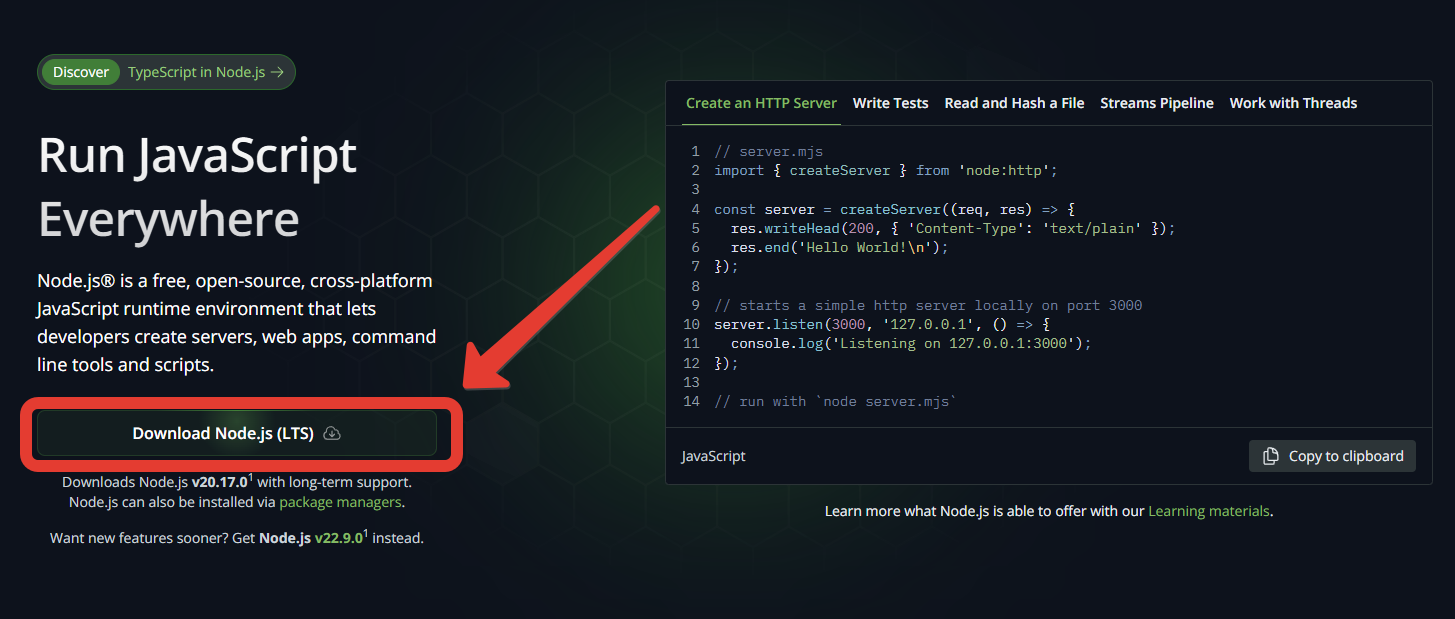 Discover TypeScript in Node.js →
Run JavaScript
Everywhere
Node.js® is a free, open-source, cross-platform
JavaScript runtime environment that lets
developers create servers, web apps, command
line tools and scripts.
Download Node.js (LTS)
Downloads Node.js v20.17.0¹ with long-term support.
Node.js can also be installed via package managers.
Want new features sooner? Get Node.js v22.9.0¹ instead.
Create an HTTP Server Write Tests Read and Hash a File Streams Pipeline Work with Threads
1 // server.mjs
2 import { createServer } from 'node:http';
3
4 const server = createServer((req, res) => {
5   res.writeHead(200, { 'Content-Type': 'text/plain' });
6   res.end('Hello World!\n');
7 });
8
9 // starts a simple http server locally on port 3000
10 server.listen(3000, '127.0.0.1', () => {
11   console.log('Listening on 127.0.0.1:3000');
12 });
13
14 // run with `node server.mjs`
JavaScript Copy to clipboard
Learn more what Node.js is able to offer with our Learning materials.